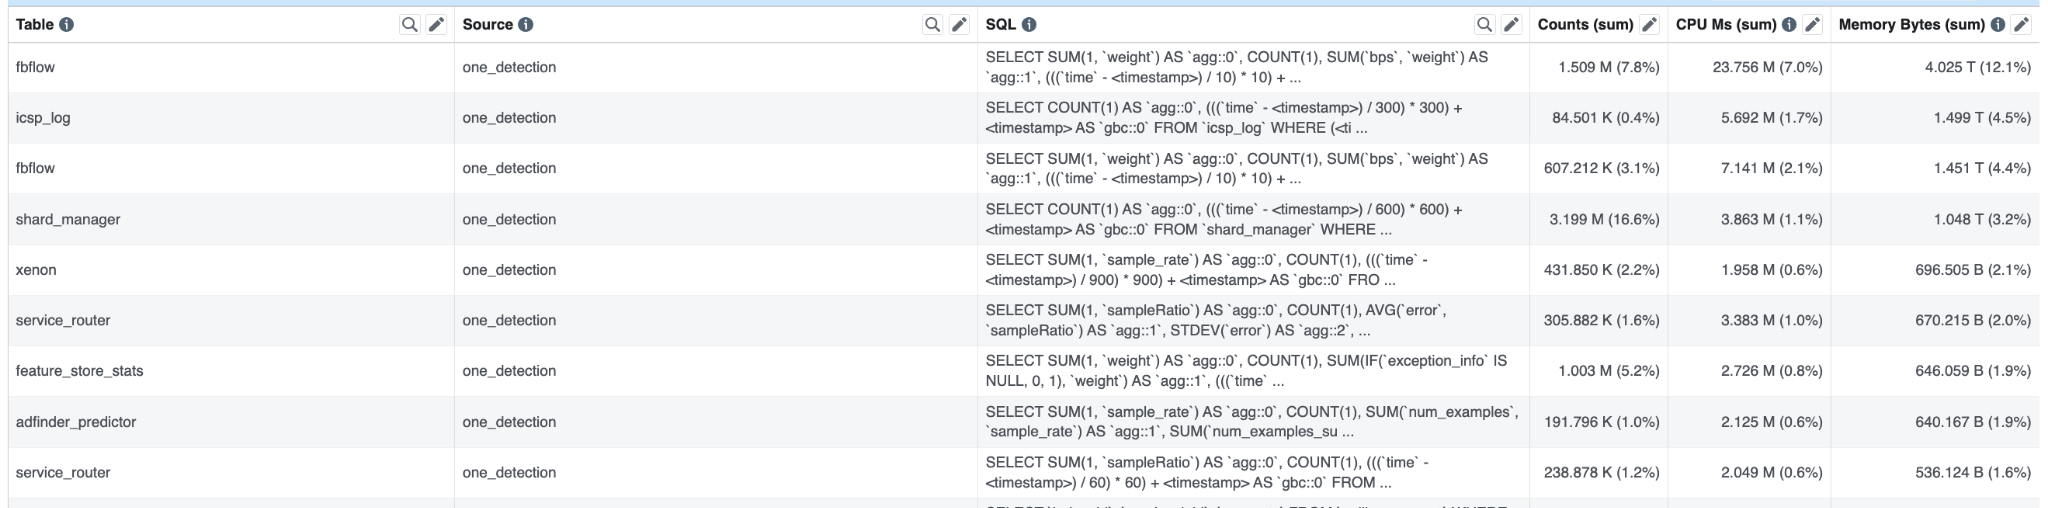 Table Source SQL Counts (sum) CPU Ms (sum) Memory Bytes (sum)
fbflow one_detection SELECT SUM(1, `weight`) AS `agg::0`, COUNT(1), SUM(`bps`, `weight`) AS
`agg::1`, (((`time` - <timestamp>) / 10) * 10) + ... 1.509 M (7.8%) 23.756 M (7.0%) 4.025 T (12.1%)
icsp_log one_detection SELECT COUNT(1) AS `agg::0`, (((`time` - <timestamp>) / 300) * 300) +
<timestamp> AS `gbc::0` FROM `icsp_log` WHERE (<ti ... 84.501 K (0.4%) 5.692 M (1.7%) 1.499 T (4.5%)
fbflow one_detection SELECT SUM(1, `weight`) AS `agg::0`, COUNT(1), SUM(`bps`, `weight`) AS
`agg::1`, (((`time` - <timestamp>) / 10) * 10) + ... 607.212 K (3.1%) 7.141 M (2.1%) 1.451 T (4.4%)
shard_manager one_detection SELECT COUNT(1) AS `agg::0`, (((`time` - <timestamp>) / 600) * 600) +
<timestamp> AS `gbc::0` FROM `shard_manager` WHERE ... 3.199 M (16.6%) 3.863 M (1.1%) 1.048 T (3.2%)
xenon one_detection SELECT SUM(1, `sample_rate`) AS `agg::0`, COUNT(1), (((`time` -
<timestamp>) / 900) * 900) + <timestamp> AS `gbc::0` FRO ... 431.850 K (2.2%) 1.958 M (0.6%) 696.505 B (2.1%)
service_router one_detection SELECT SUM(1, `sampleRatio`) AS `agg::0`, COUNT(1), AVG(`error`,
`sampleRatio`) AS `agg::1`, STDEV(`error`) AS `agg::2`, ... 305.882 K (1.6%) 3.383 M (1.0%) 670.215 B (2.0%)
feature_store_stats one_detection SELECT SUM(1, `weight`) AS `agg::0`, COUNT(1), SUM(IF(`exception_info` IS
NULL, 0, 1), `weight`) AS `agg::1`, (((`time` ... 1.003 M (5.2%) 2.726 M (0.8%) 646.059 B (1.9%)
adfinder_predictor one_detection SELECT SUM(1, `sample_rate`) AS `agg::0`, COUNT(1), SUM(`num_examples`,
`sample_rate`) AS `agg::1`, SUM(`num_examples_su ... 191.796 K (1.0%) 2.125 M (0.6%) 640.167 B (1.9%)
service_router one_detection SELECT SUM(1, `sampleRatio`) AS `agg::0`, COUNT(1), (((`time` -
<timestamp>) / 60) * 60) + <timestamp> AS `gbc::0` FROM ... 238.878 K (1.2%) 2.049 M (0.6%) 536.124 B (1.6%)